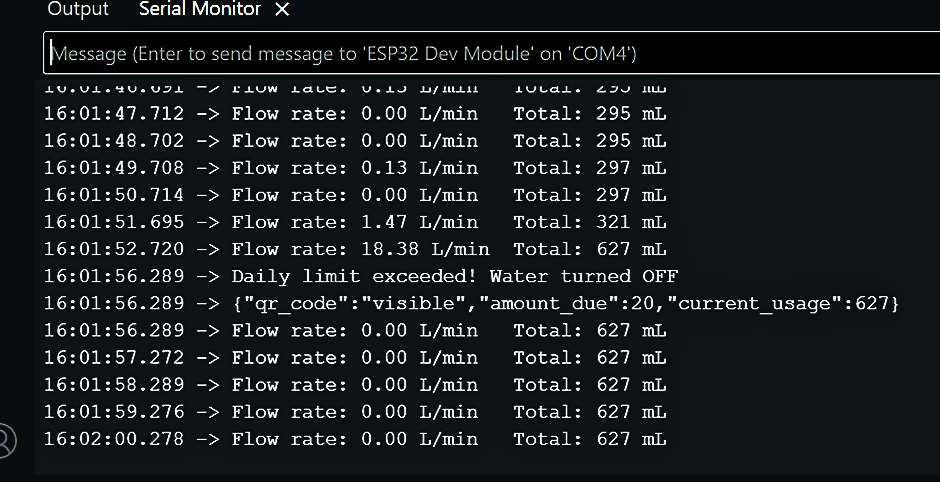 Output Serial Monitor ×
Message (Enter to send message to 'ESP32 Dev Module' on 'COM4')
16:01:46.691 -> Flow rate: 0.13 L/min Total: 295 mL
16:01:47.712 -> Flow rate: 0.00 L/min Total: 295 mL
16:01:48.702 -> Flow rate: 0.00 L/min Total: 295 mL
16:01:49.708 -> Flow rate: 0.13 L/min Total: 297 mL
16:01:50.714 -> Flow rate: 0.00 L/min Total: 297 mL
16:01:51.695 -> Flow rate: 1.47 L/min Total: 321 mL
16:01:52.720 -> Flow rate: 18.38 L/min Total: 627 mL
16:01:56.289 -> Daily limit exceeded! Water turned OFF
16:01:56.289 -> {"qr_code":"visible","amount_due":20,"current_usage":627}
16:01:56.289 -> Flow rate: 0.00 L/min Total: 627 mL
16:01:57.272 -> Flow rate: 0.00 L/min Total: 627 mL
16:01:58.289 -> Flow rate: 0.00 L/min Total: 627 mL
16:01:59.276 -> Flow rate: 0.00 L/min Total: 627 mL
16:02:00.278 -> Flow rate: 0.00 L/min Total: 627 mL